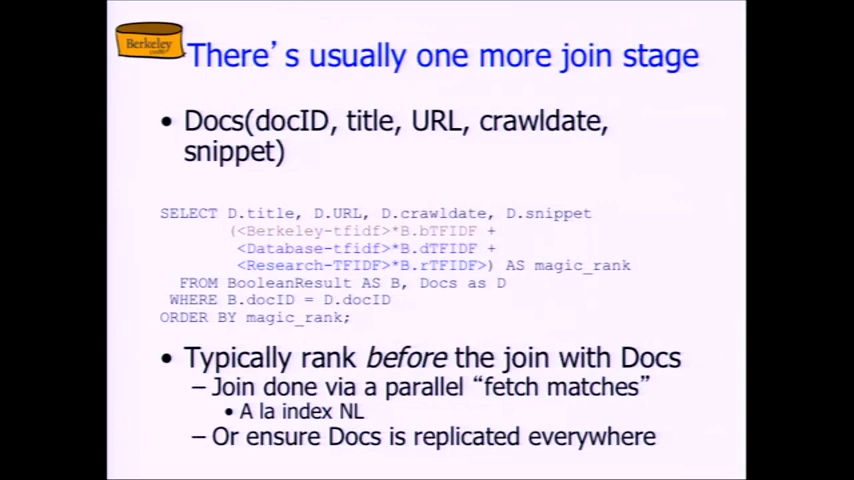 Berkeley
There's usually one more join stage
• Docs(docID, title, URL, crawldate,
snippet)
SELECT D.title, D.URL, D.crawldate, D.snippet
(<Berkeley-tfidf>*B.bTFIDF +
<Database-tfidf>*B.dTFIDF +
<Research-TFIDF>*B.rTFIDF>) AS magic_rank
FROM BooleanResult AS B, Docs as D
WHERE B.docID = D.docID
ORDER BY magic_rank;
• Typically rank before the join with Docs
– Join done via a parallel “fetch matches”
• A la index NL
– Or ensure Docs is replicated everywhere